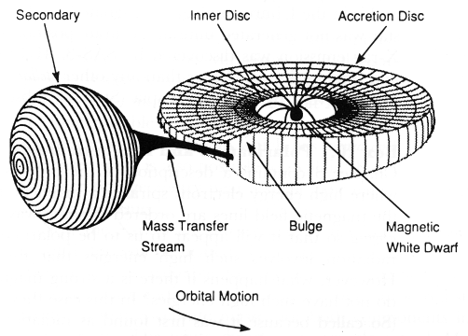 Secondary
Inner Disc
Accretion Disc
Mass Transfer
Stream
Bulge
Magnetic
White Dwarf
Orbital Motion